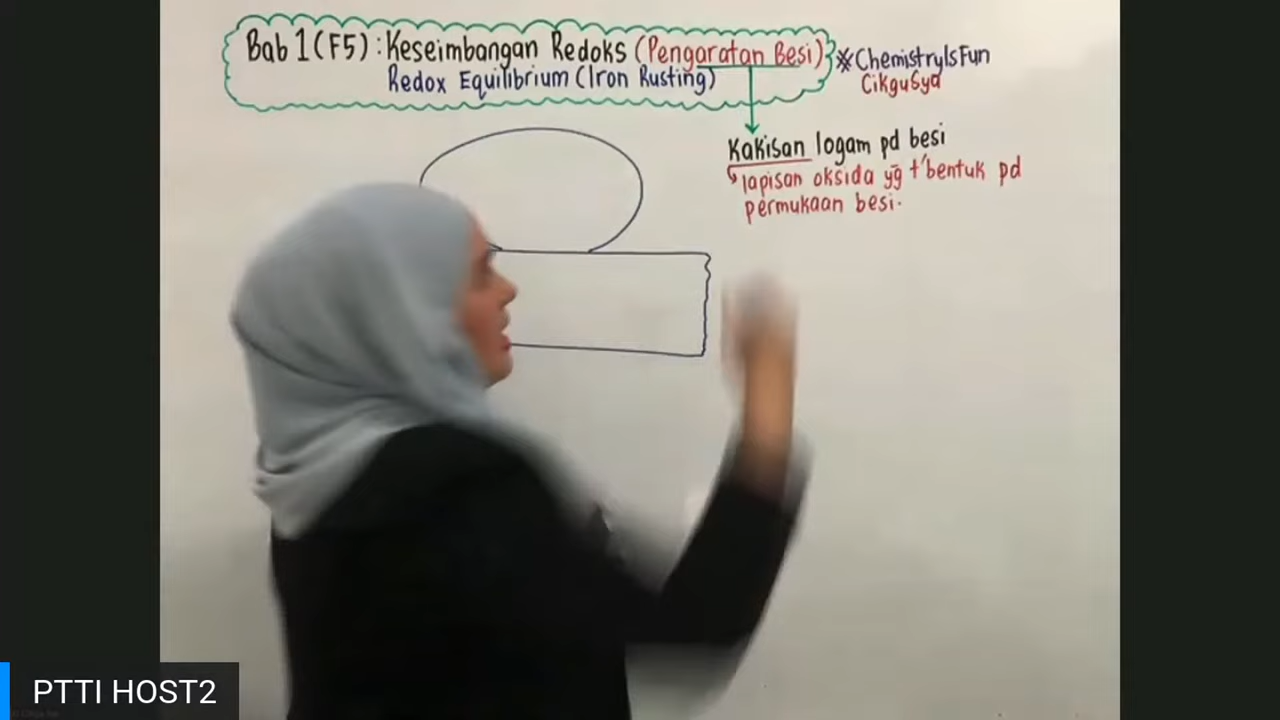 Bab 1 (F5) : Keseimbangan Redoks (Pengaratan Besi)
Redox Equilibrium (Iron Rusting)
*ChemistryIsFun
CikguSya
Kakisan logam pd besi
lapisan oksida yg t'bentuk pd
permukaan besi.
PTTI HOST2